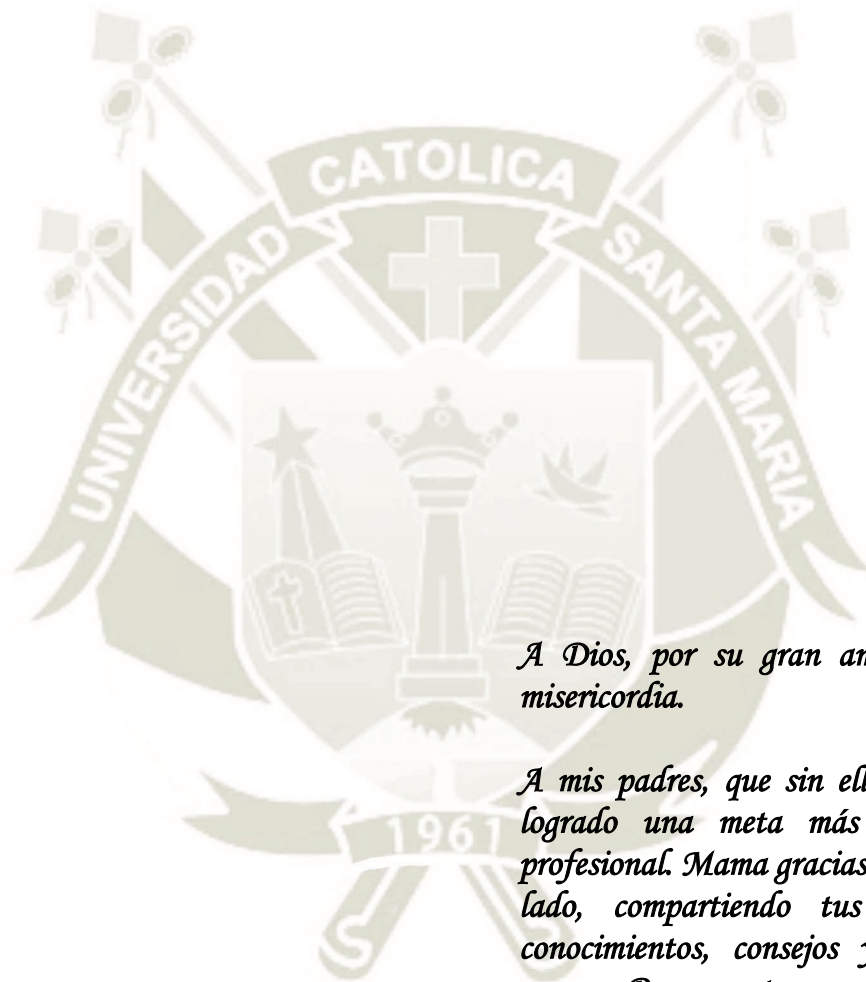 CATOLICA
UNIVERSIDAD
SANTA MARIA
A Dios, por su gran
misericordia.
A mis padres, que sin
logrado una meta más
profesional. Mama gracias
lado, compartiendo tus
conocimientos, consejos y
1961